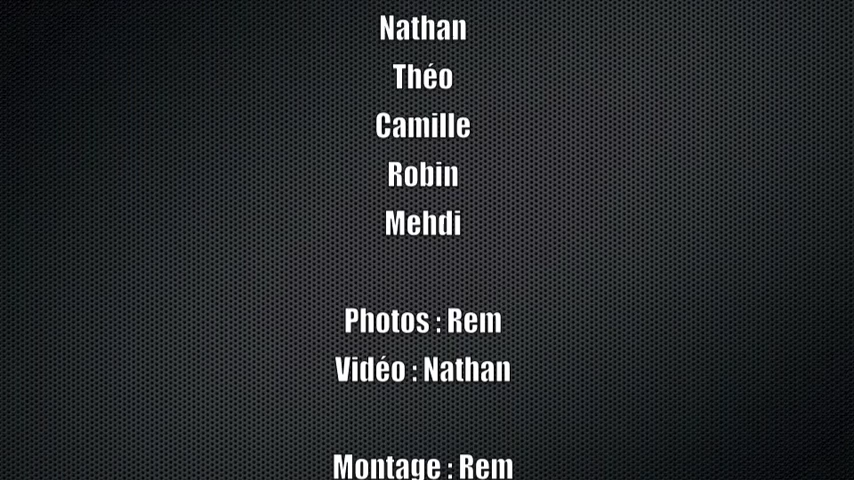 Nathan
Théo
Camille
Robin
Mehdi
Photos : Rem
Vidéo : Nathan
Montage : Rem